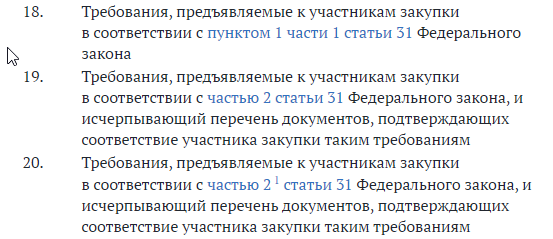 18. Требования, предъявляемые к участникам закупки
в соответствии с пунктом 1 части 1 статьи 31 Федерального
закона
19. Требования, предъявляемые к участникам закупки
в соответствии с частью 2 статьи 31 Федерального закона, и
исчерпывающий перечень документов, подтверждающих
соответствие участника закупки таким требованиям
20. Требования, предъявляемые к участникам закупки
в соответствии с частью 2 ¹ статьи 31 Федерального закона, и
исчерпывающий перечень документов, подтверждающих
соответствие участника закупки таким требованиям